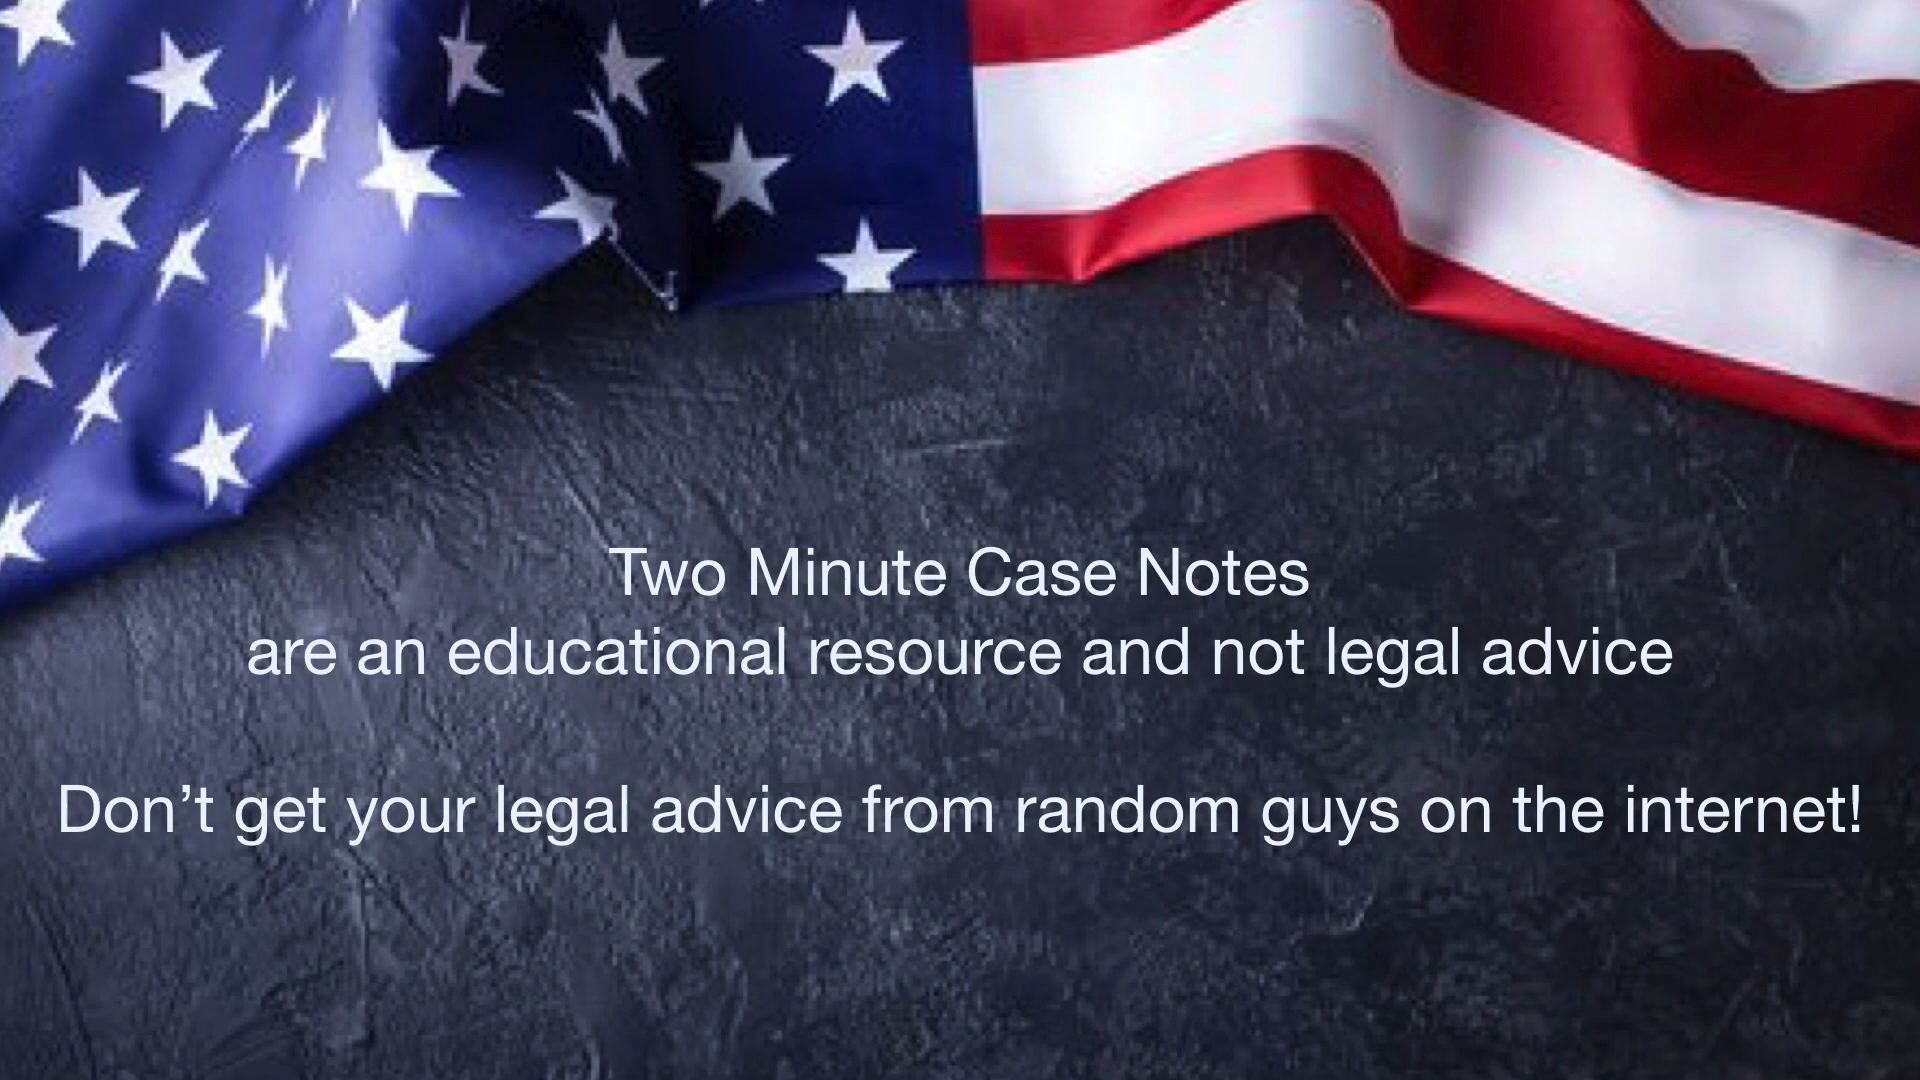 Two Minute Case Notes
are an educational resource and not legal advice
Don’t get your legal advice from random guys on the internet!